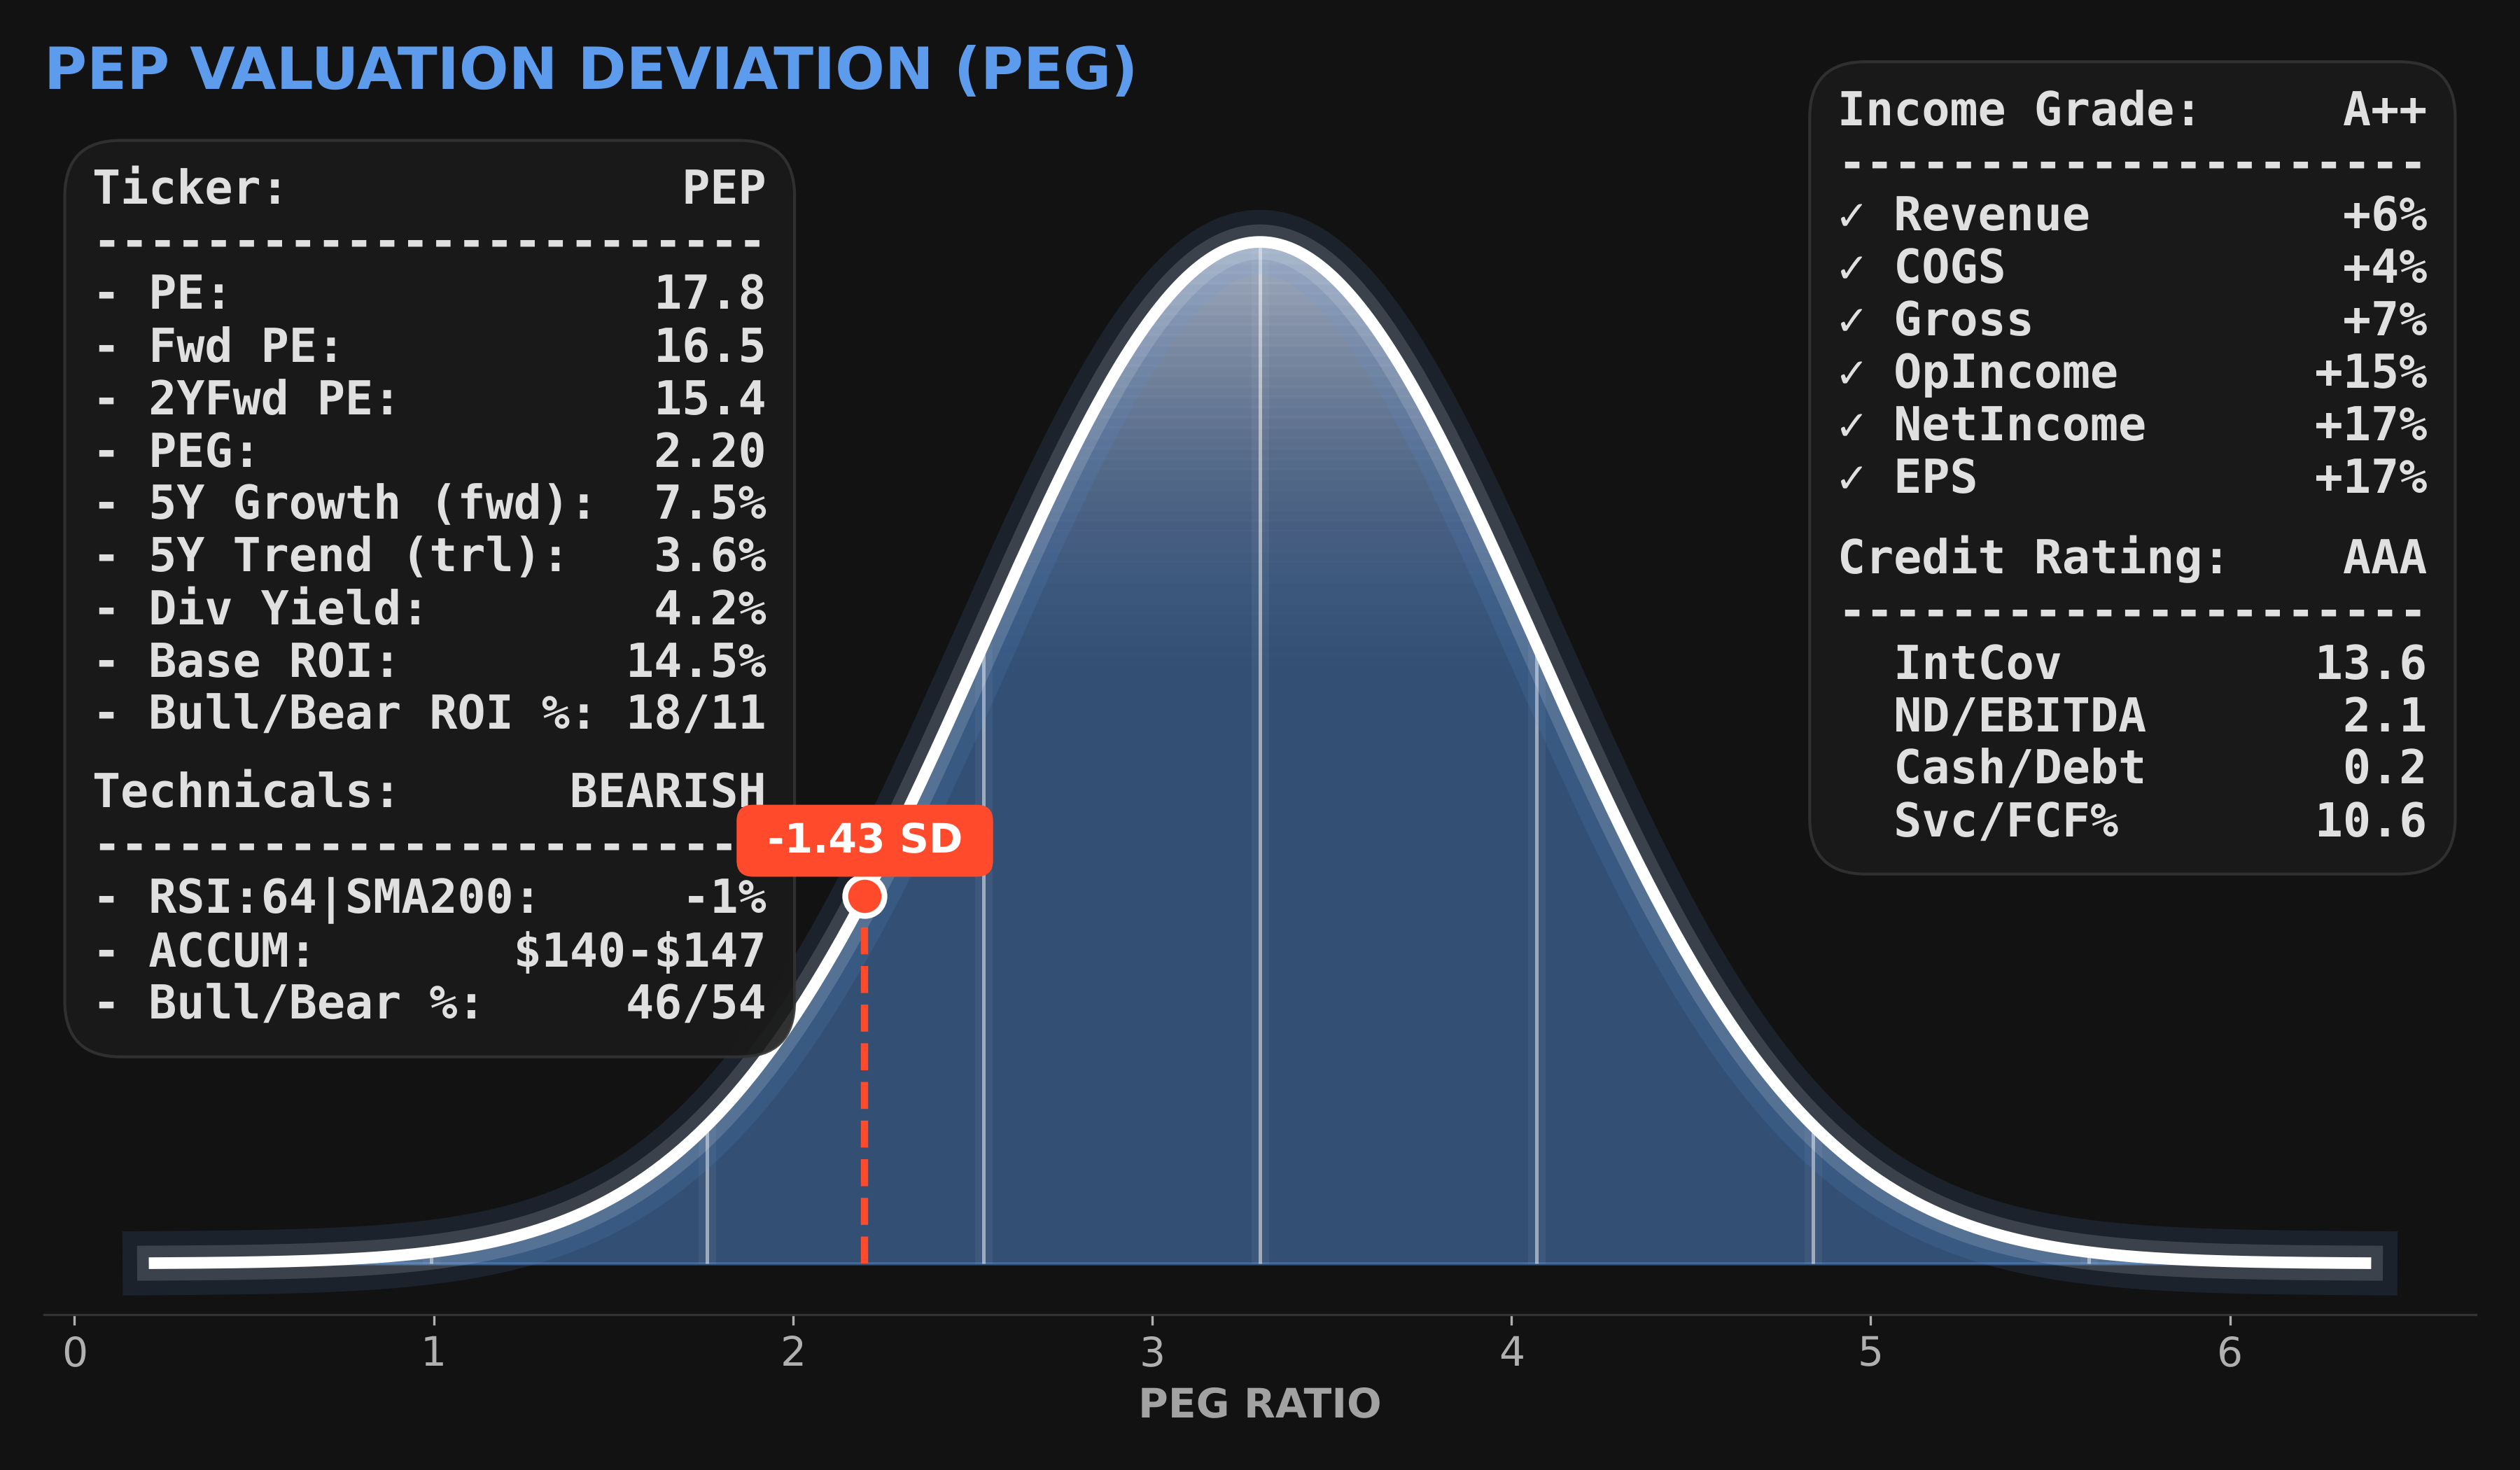 PEP VALUATION DEVIATION (PEG)
Ticker: PEP
------------------------
- PE: 17.8
- Fwd PE: 16.5
- 2YFwd PE: 15.4
- PEG: 2.20
- 5Y Growth (fwd): 7.5%
- 5Y Trend (trl): 3.6%
- Div Yield: 4.2%
- Base ROI: 14.5%
- Bull/Bear ROI %: 18/11
Technicals: BEARISH
------------------------
- RSI:64|SMA200: -1%
- ACCUM: $140-$147
- Bull/Bear %: 46/54
-1.43 SD
Income Grade: A++
---------------------
✓ Revenue +6%
✓ COGS +4%
✓ Gross +7%
✓ OpIncome +15%
✓ NetIncome +17%
✓ EPS +17%
Credit Rating: AAA
---------------------
IntCov 13.6
ND/EBITDA 2.1
Cash/Debt 0.2
Svc/FCF% 10.6
0 1 2 3 4 5 6
PEG RATIO